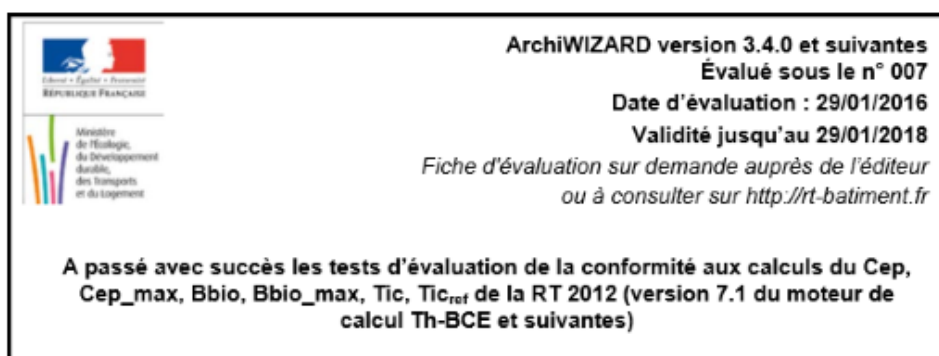 ArchiWIZARD version 3.4.0 et suivantes
Évalué sous le n° 007
Date d'évaluation : 29/01/2016
Validité jusqu'au 29/01/2018
Fiche d'évaluation sur demande auprès de l'éditeur
ou à consulter sur http://rt-batiment.fr
Liberté • Égalité • Fraternité
RÉPUBLIQUE FRANÇAISE
Ministère
de l'Écologie,
du Développement
durable,
des Transports
et du Logement
A passé avec succès les tests d'évaluation de la conformité aux calculs du Cep,
Cep_max, Bbio, Bbio_max, Tic, Ticref de la RT 2012 (version 7.1 du moteur de
calcul Th-BCE et suivantes)